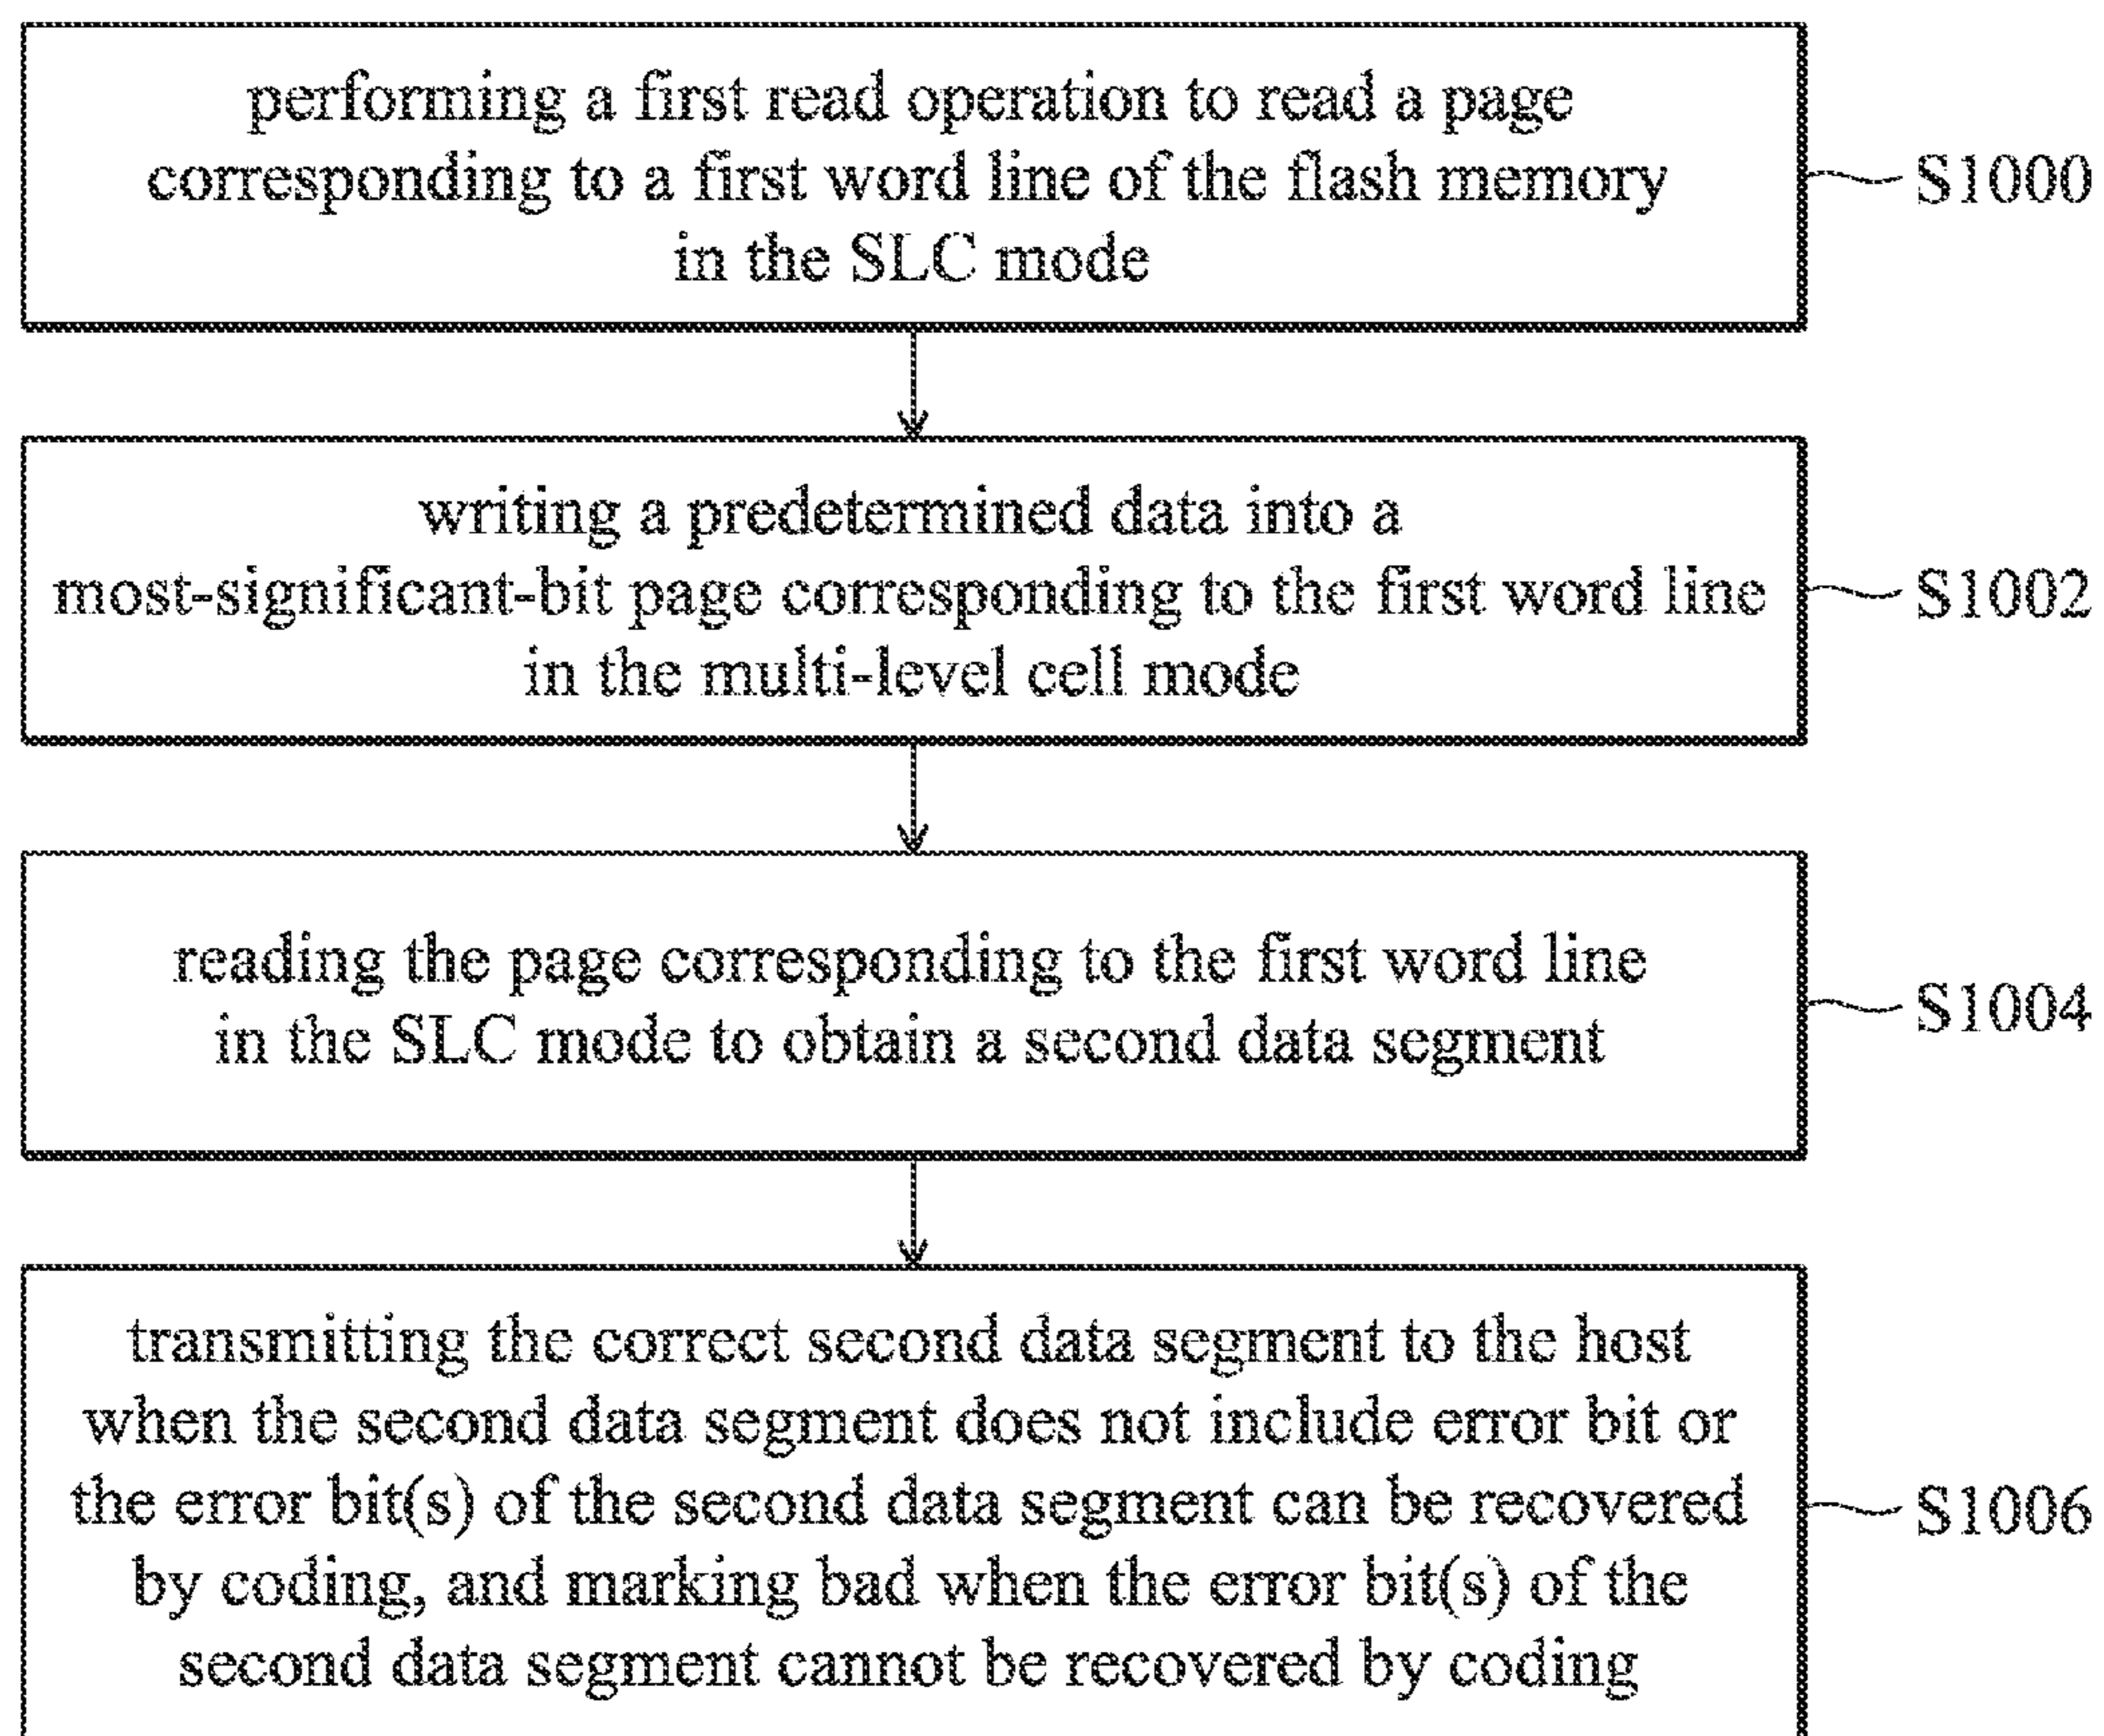 performing a first read operation to read a page
corresponding to a first word line of the flash memory
in the SLC mode
S1000
writing a predetermined data into a
most-significant-bit page corresponding to the first word line
in the multi-level cell mode
S1002
reading the page corresponding to the first word line
in the SLC mode to obtain a second data segment
S1004
transmitting the correct second data segment to the host
when the second data segment does not include error bit or
the error bit(s) of the second data segment can be recovered
by coding, and marking bad when the error bit(s) of the
second data segment cannot be recovered by coding
S1006